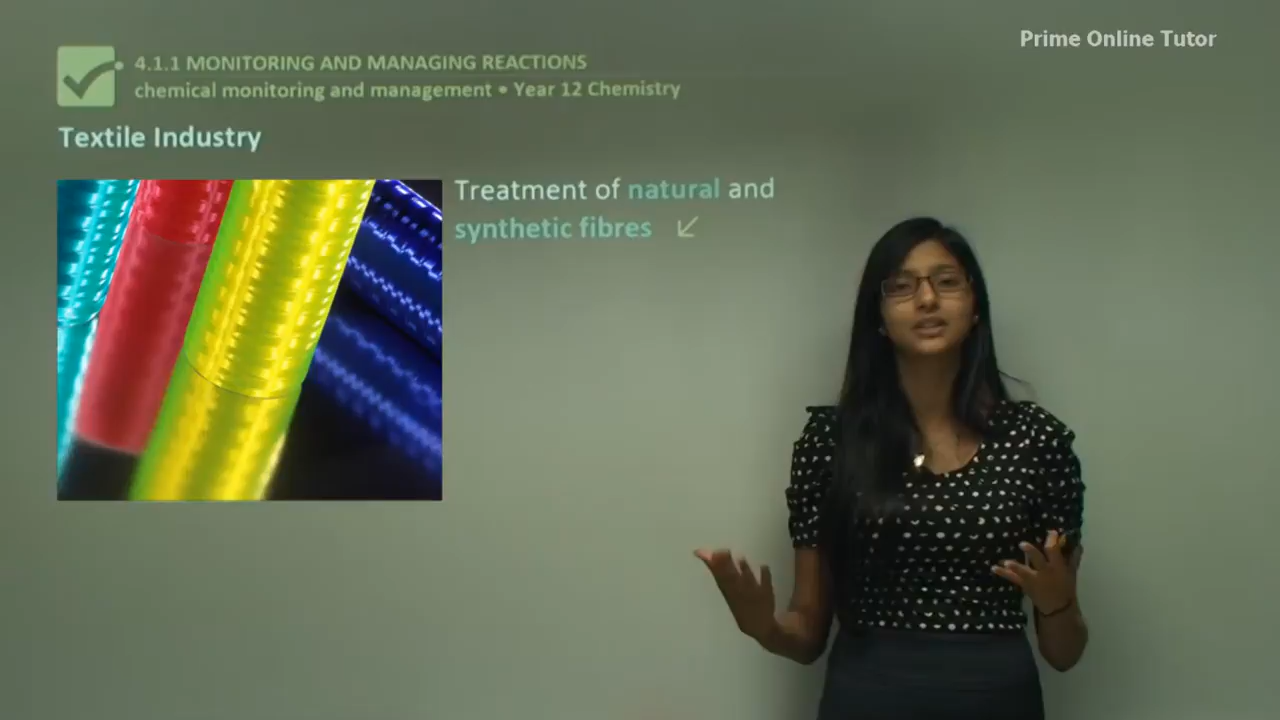 Prime Online Tutor
4.1.1 MONITORING AND MANAGING REACTIONS
chemical monitoring and management • Year 12 Chemistry
Textile Industry
Treatment of natural and
synthetic fibres